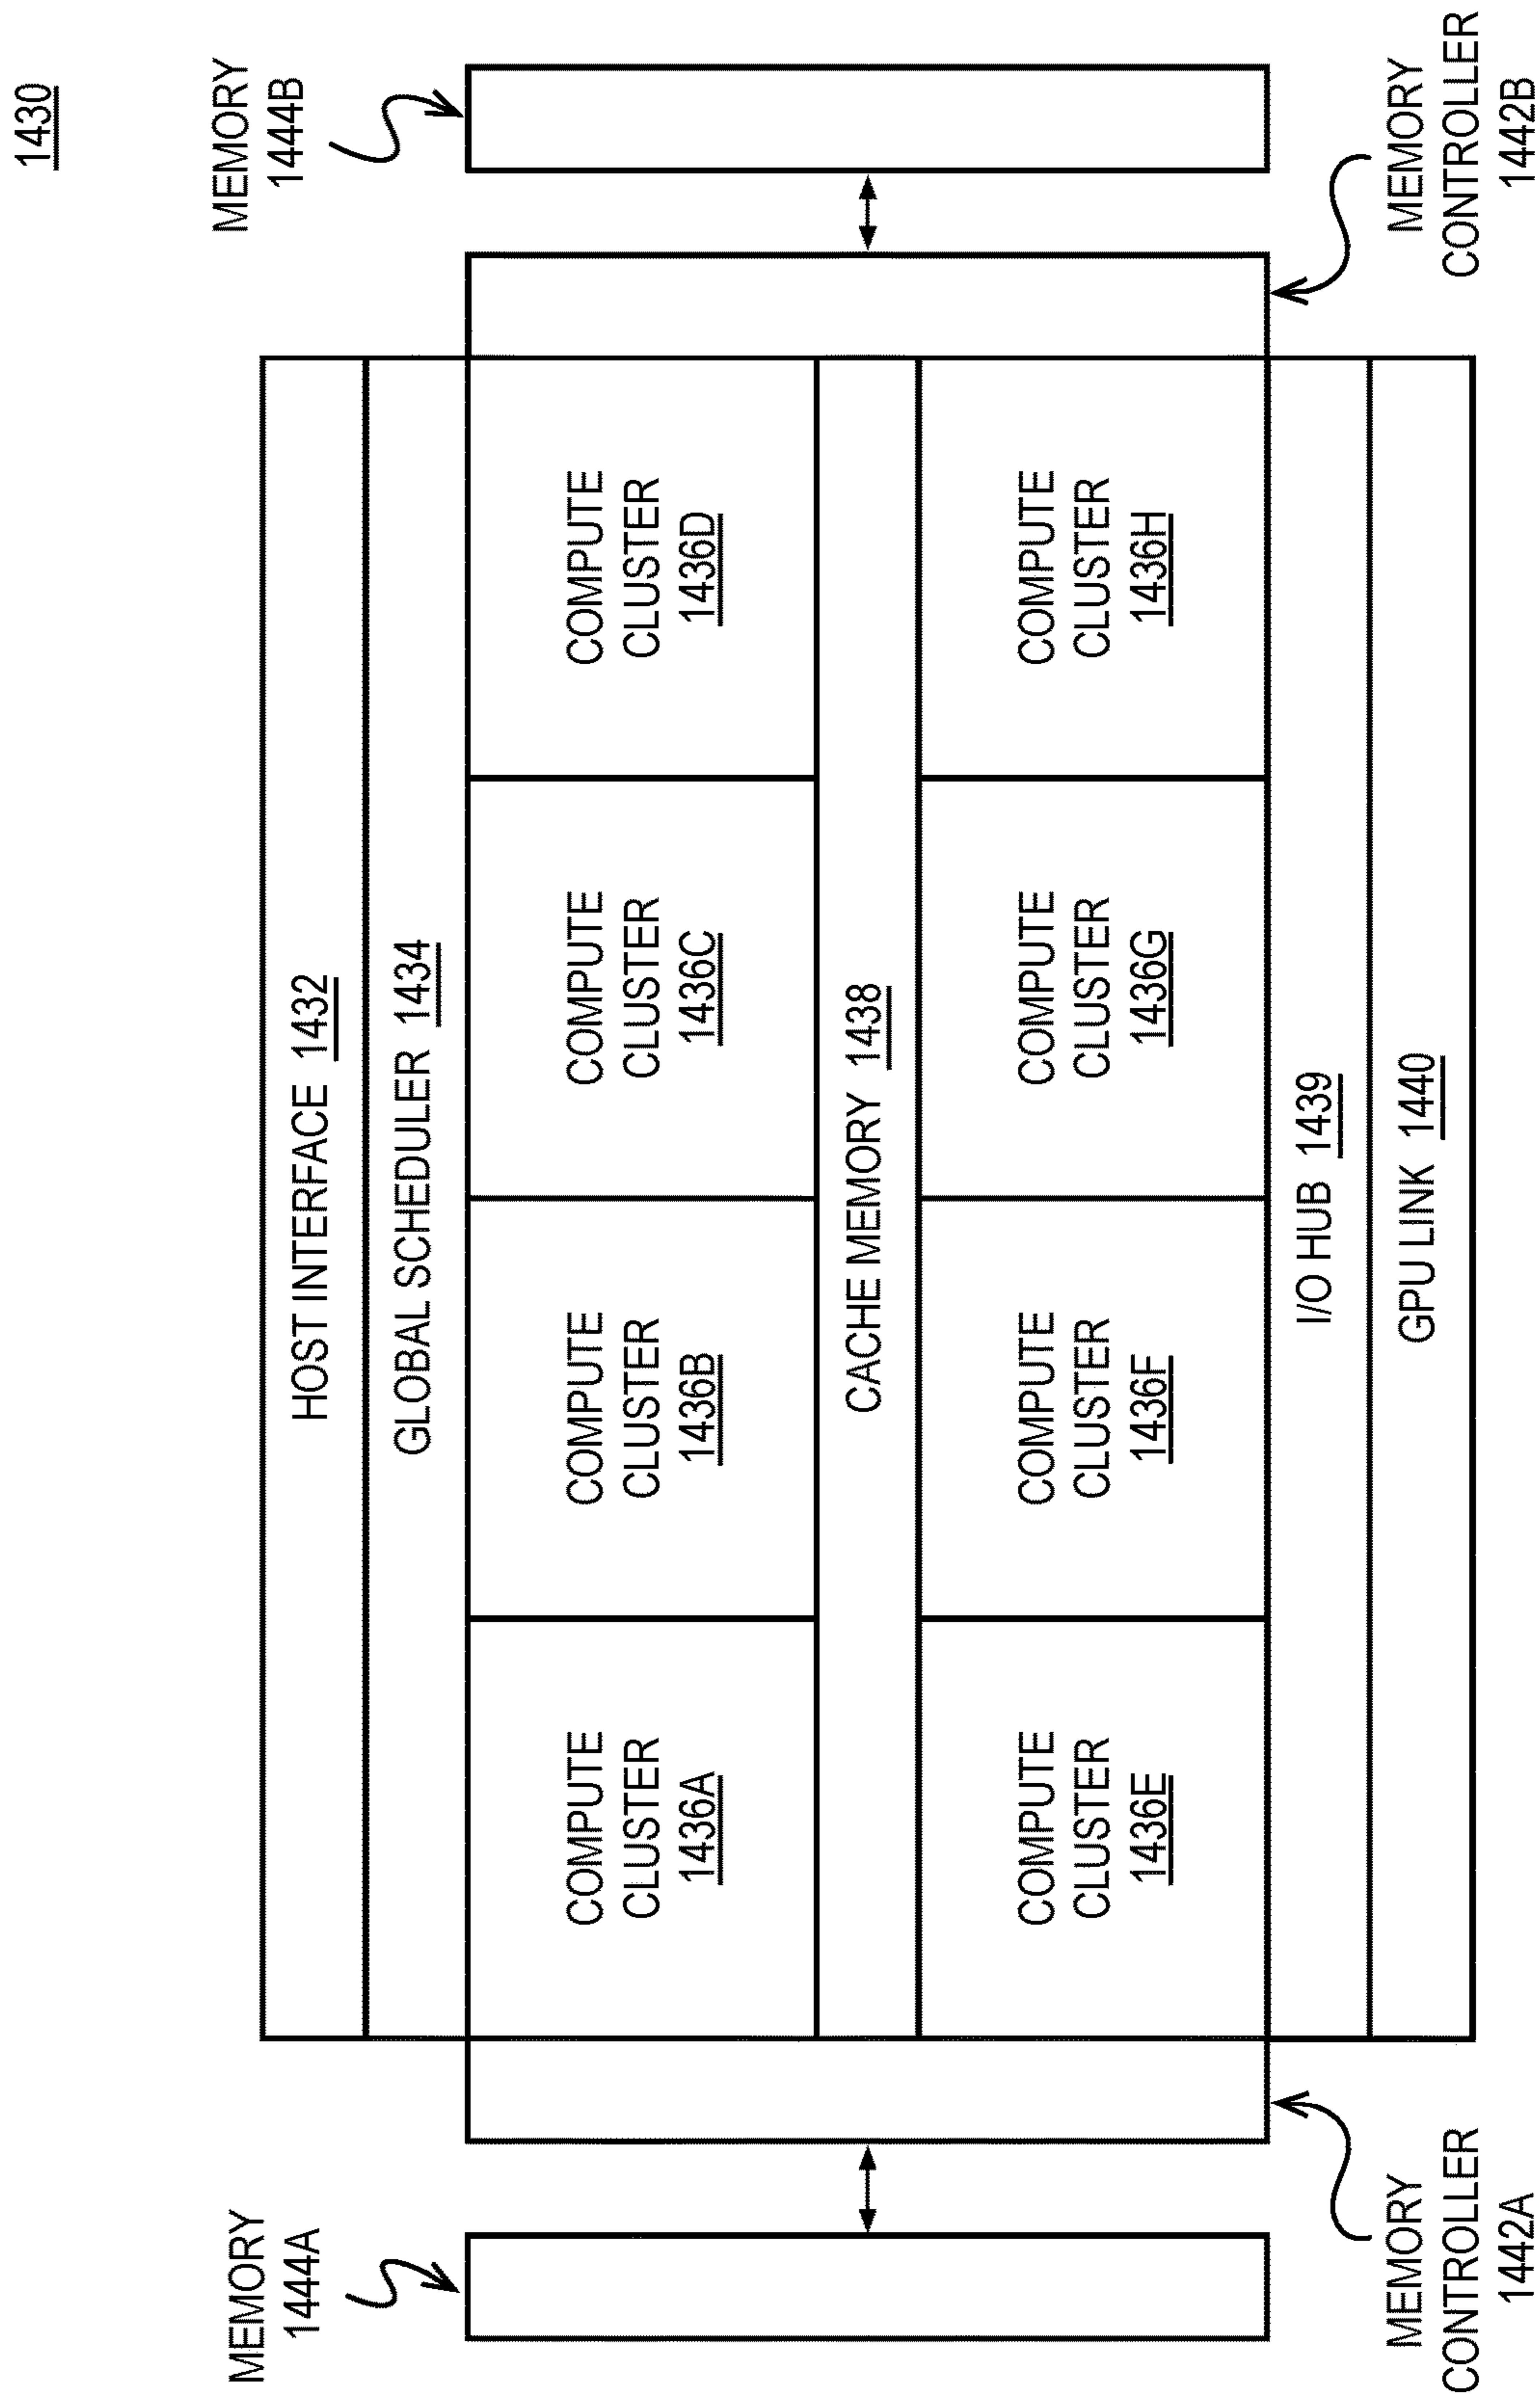 1430
HOST INTERFACE 1432
GLOBAL SCHEDULER 1434
MEMORY
1444A
MEMORY
1444B
COMPUTE
CLUSTER
1436A
COMPUTE
CLUSTER
1436B
COMPUTE
CLUSTER
1436C
COMPUTE
CLUSTER
1436D
CACHE MEMORY 1438
COMPUTE
CLUSTER
1436E
COMPUTE
CLUSTER
1436F
COMPUTE
CLUSTER
1436G
COMPUTE
CLUSTER
1436H
I/O HUB 1439
GPU LINK 1440
MEMORY
CONTROLLER
1442A
MEMORY
CONTROLLER
1442B